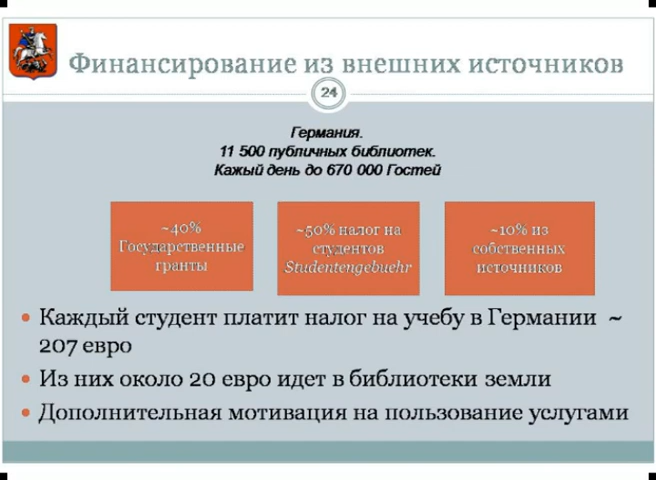 Финансирование из внешних источников
24
Германия.
11 500 публичных библиотек.
Кажый день до 670 000 Гостей
~40%
Государственные
гранты
~50% налог на
студентов
Studentengebuehr
~10% из
собственных
источников
• Каждый студент платит налог на учебу в Германии ~
207 евро
• Из них около 20 евро идет в библиотеки земли
• Дополнительная мотивация на пользование услугами